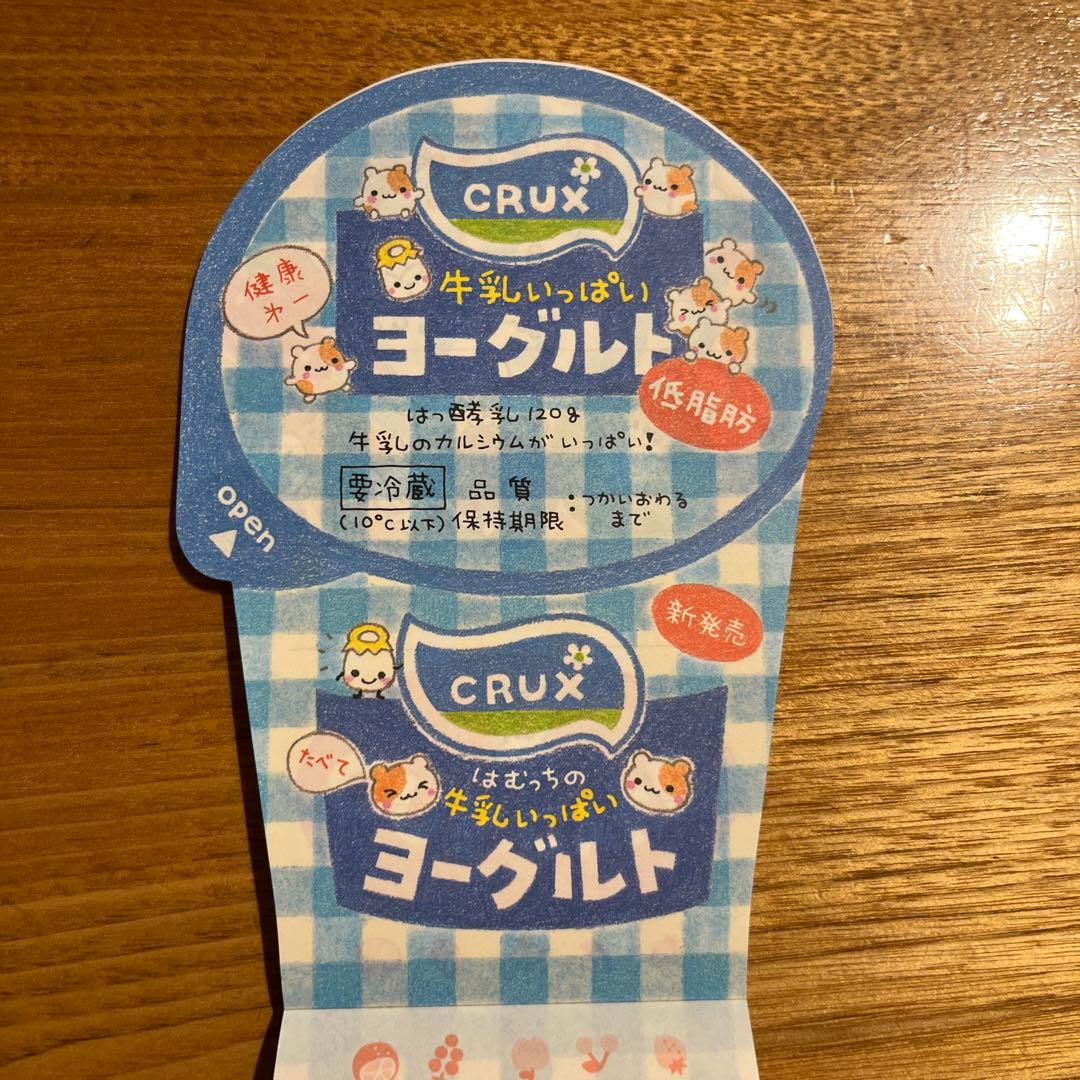 CRUX
牛乳いっぱい
ヨーグルト
健康
やー
低脂肪
はっ酵乳 120g
牛乳のカルシウムがいっぱい!
要冷蔵
(10°C以下)
品質
保持期限
:つかいおわる
まで
open
新発売
CRUX
たべて
はむっちの
牛乳いっぱい
ヨーグルト